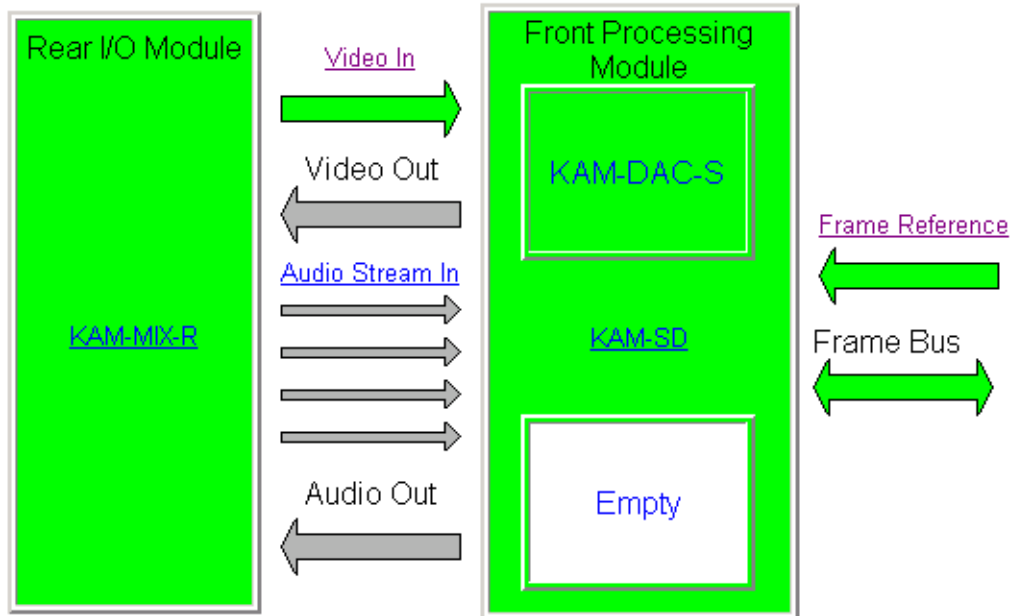 Rear I/O Module
KAM-MIX-R
Video In
Video Out
Audio Stream In
Audio Out
Front Processing
Module
KAM-DAC-S
KAM-SD
Empty
Frame Reference
Frame Bus